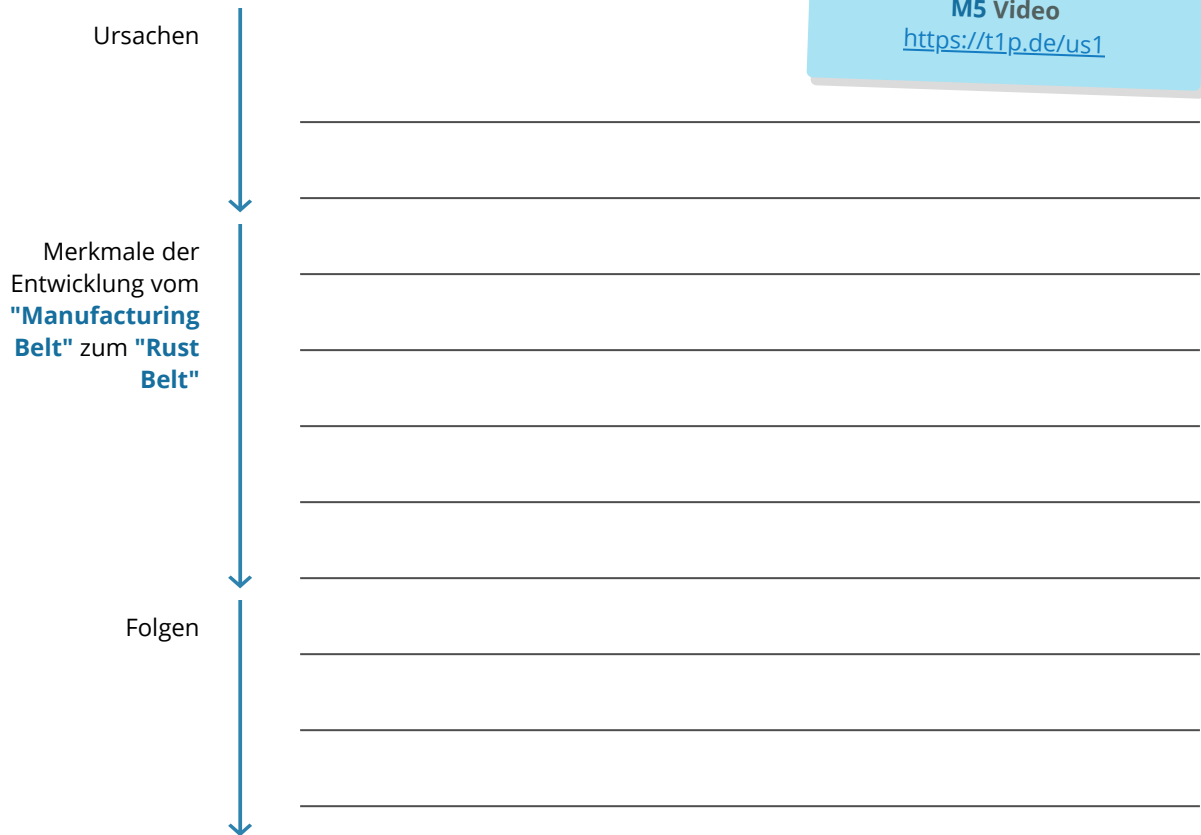 M5 Video
https://t1p.de/us1
Ursachen
Merkmale der
Entwicklung vom
"Manufacturing
Belt" zum "Rust
Belt"
Folgen